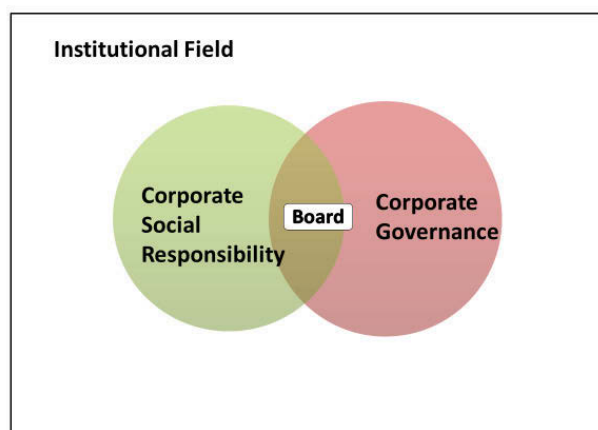 Institutional Field
Corporate
Social
Responsibility
Board
Corporate
Governance